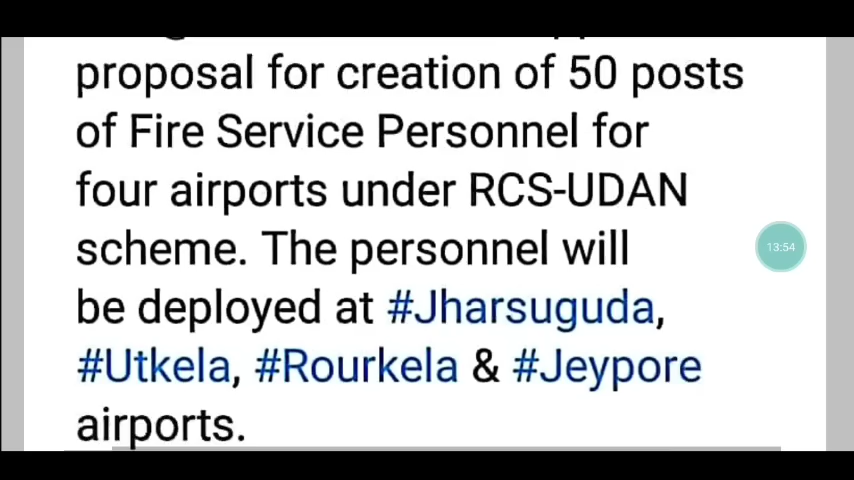 proposal for creation of 50 posts
of Fire Service Personnel for
four airports under RCS-UDAN
scheme. The personnel will
13:54
be deployed at #Jharsuguda,
#Utkela, #Rourkela & #Jeypore
airports.